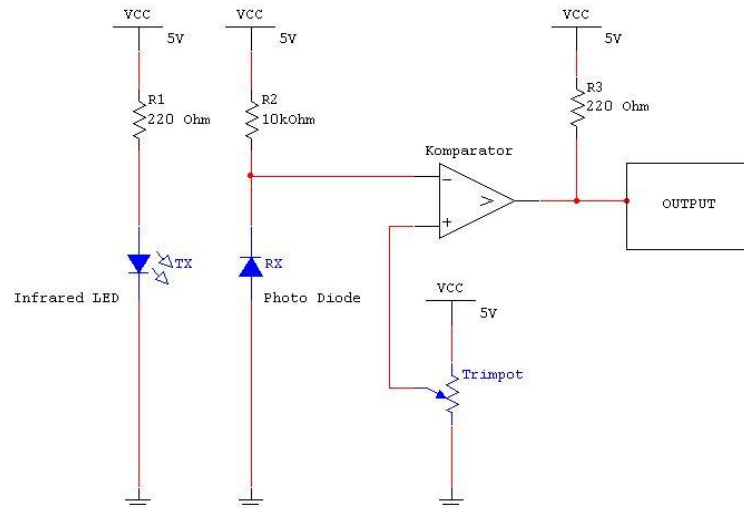 VCC
5V
R1
220 Ohm
TX
Infrared LED
VCC
5V
R2
10kOhm
RX
Photo Diode
Komparator
−
+
>
VCC
5V
Trimpot
VCC
5V
R3
220 Ohm
OUTPUT